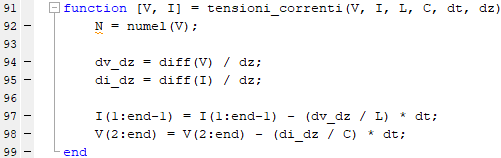 91 function [V, I] = tensioni_correnti(V, I, L, C, dt, dz)
92 – N = numel(V);
93
94 – dv_dz = diff(V) / dz;
95 – di_dz = diff(I) / dz;
96
97 – I(1:end-1) = I(1:end-1) - (dv_dz / L) * dt;
98 – V(2:end) = V(2:end) - (di_dz / C) * dt;
99 – end